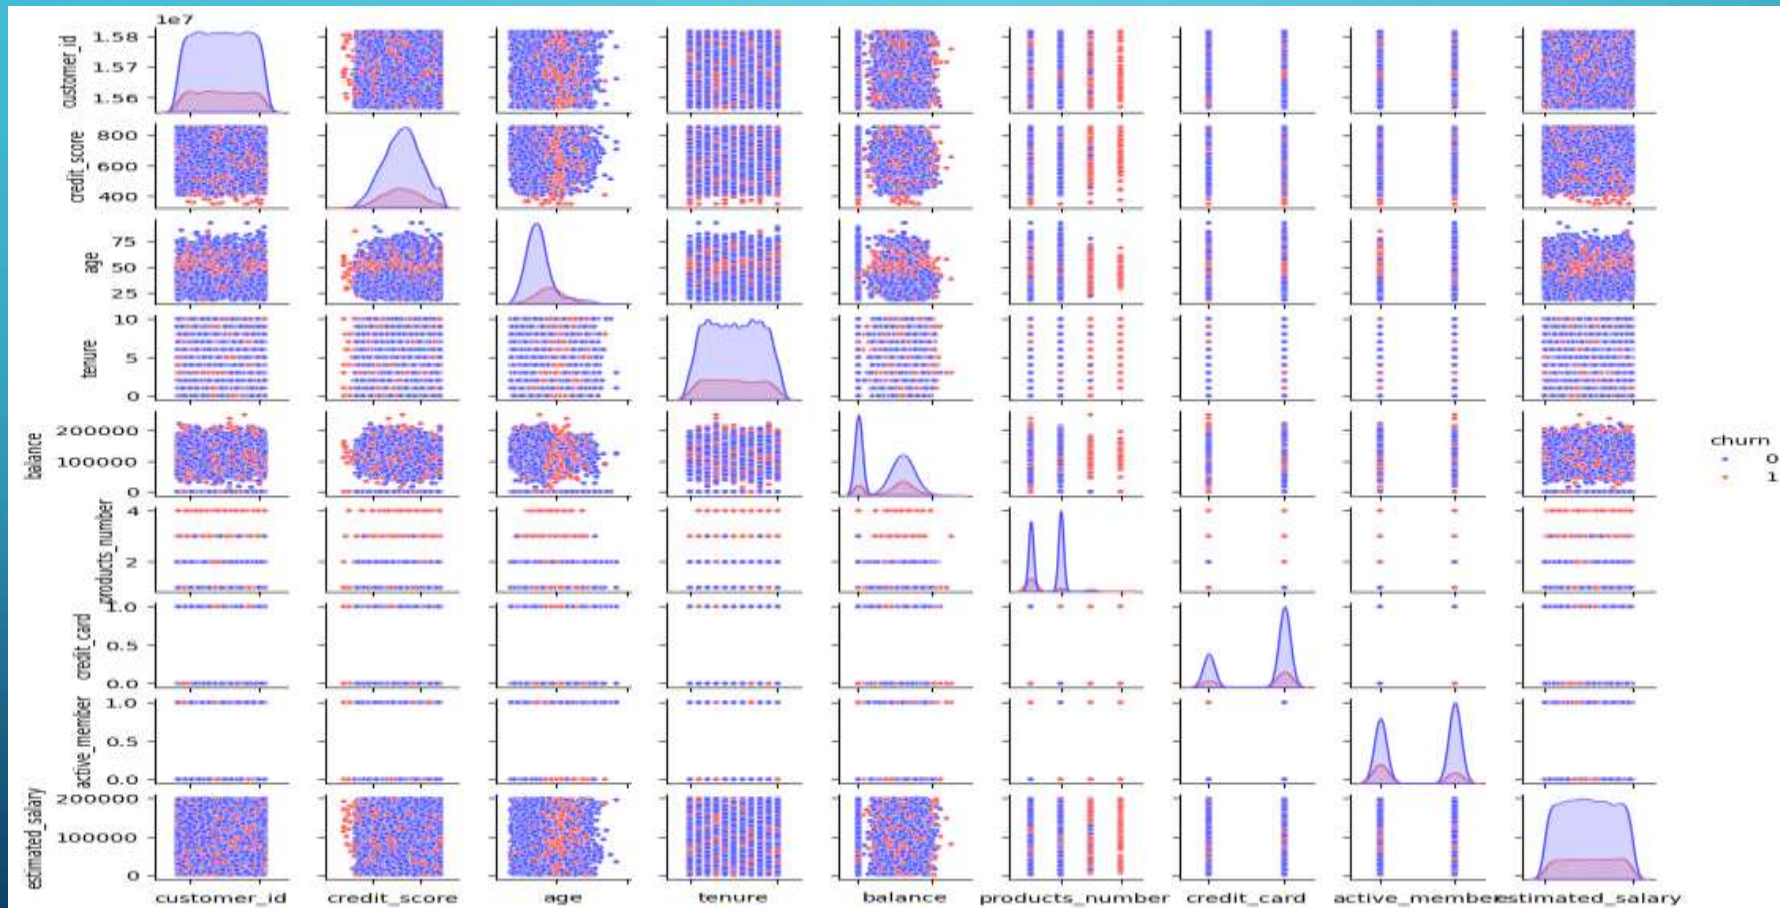 1e7
customer_id
1.58
1.57
1.56
credit_score
800
600
400
age
75
50
25
tenure
10
5
0
balance
200000
100000
0
products_number
4
2
credit_card
1.0
0.5
0.0
active_member
1.0
0.5
0.0
estimated_salary
200000
100000
0
churn
0
1
customer_id credit_score age tenure balance products_number credit_card active_member estimated_salary